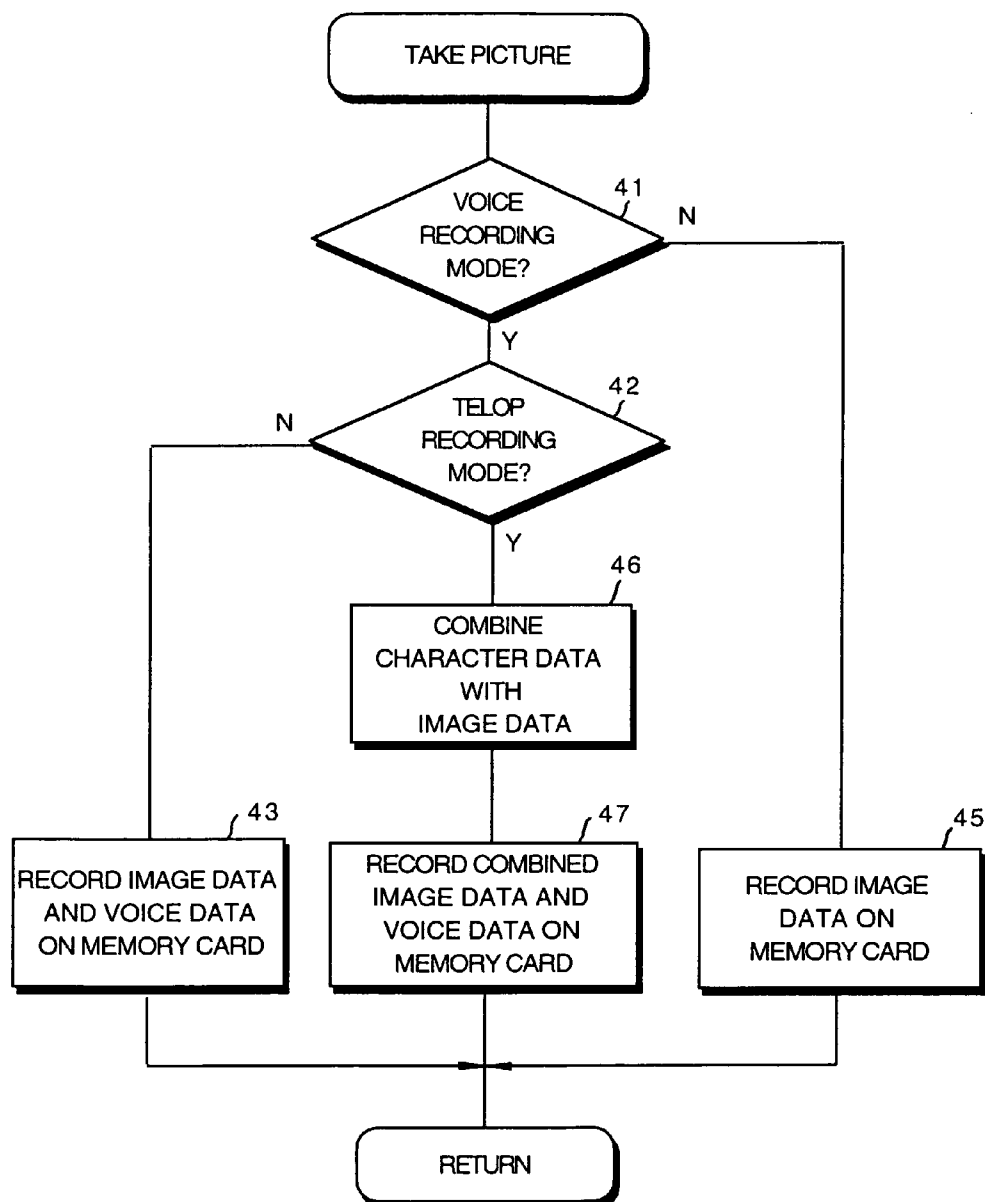 TAKE PICTURE
41
VOICE
RECORDING
MODE?
N
Y
42
TELOP
RECORDING
MODE?
N
Y
46
COMBINE
CHARACTER DATA
WITH
IMAGE DATA
43
RECORD IMAGE DATA
AND VOICE DATA
ON MEMORY CARD
47
RECORD COMBINED
IMAGE DATA AND
VOICE DATA ON
MEMORY CARD
45
RECORD IMAGE
DATA ON
MEMORY CARD
RETURN